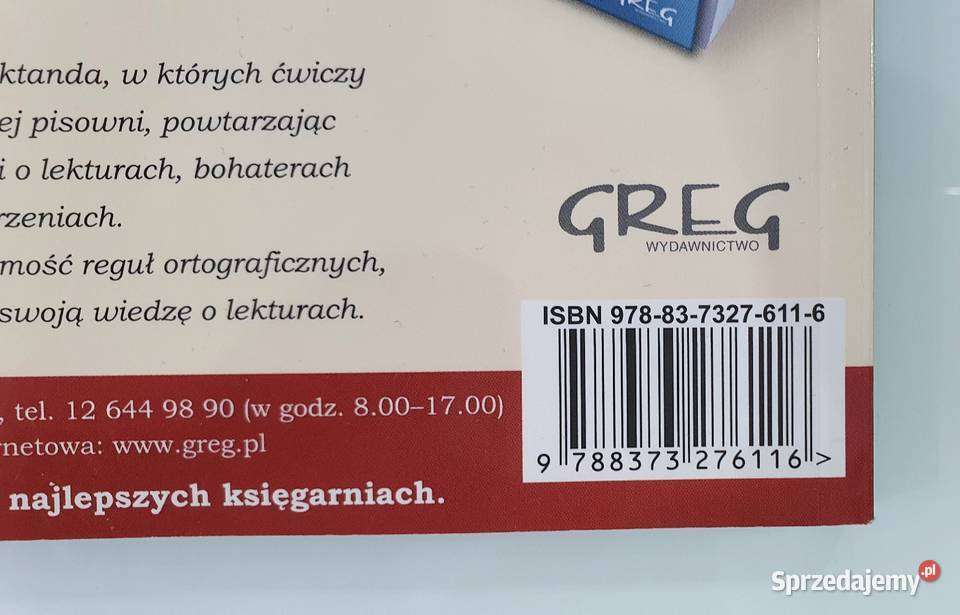 GREG
ktanda, w których ćwiczy
ej pisowni, powtarzając
i o lekturach, bohaterach
rzeniach.
mość reguł ortograficznych,
swoją wiedzę o lekturach.
GREG
WYDAWNICTWO
ISBN 978-83-7327-611-6
9 788373 276116 >
, tel. 12 644 98 90 (w godz. 8.00–17.00)
rnetowa: www.greg.pl
najlepszych księgarniach.
Sprzedajemy.pl